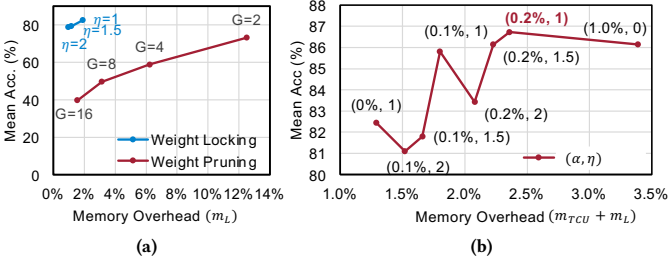 100
80
60
40
20
0
Mean Acc. (%)
η=1
η=1.5
η=2
G=2
G=4
G=8
G=16
Weight Locking
Weight Pruning
0% 2% 4% 6% 8% 10% 12% 14%
Memory Overhead (m_L)
(a)
88
87
86
85
84
83
82
81
80
Mean Acc (%)
(0.2%, 1)
(0.1%, 1)
(1.0%, 0)
(0.2%, 1.5)
(0%, 1)
(0.2%, 2)
(0.1%, 1.5)
(0.1%, 2)
(α,η)
1.0% 1.5% 2.0% 2.5% 3.0% 3.5%
Memory Overhead (m_TCU + m_L)
(b)